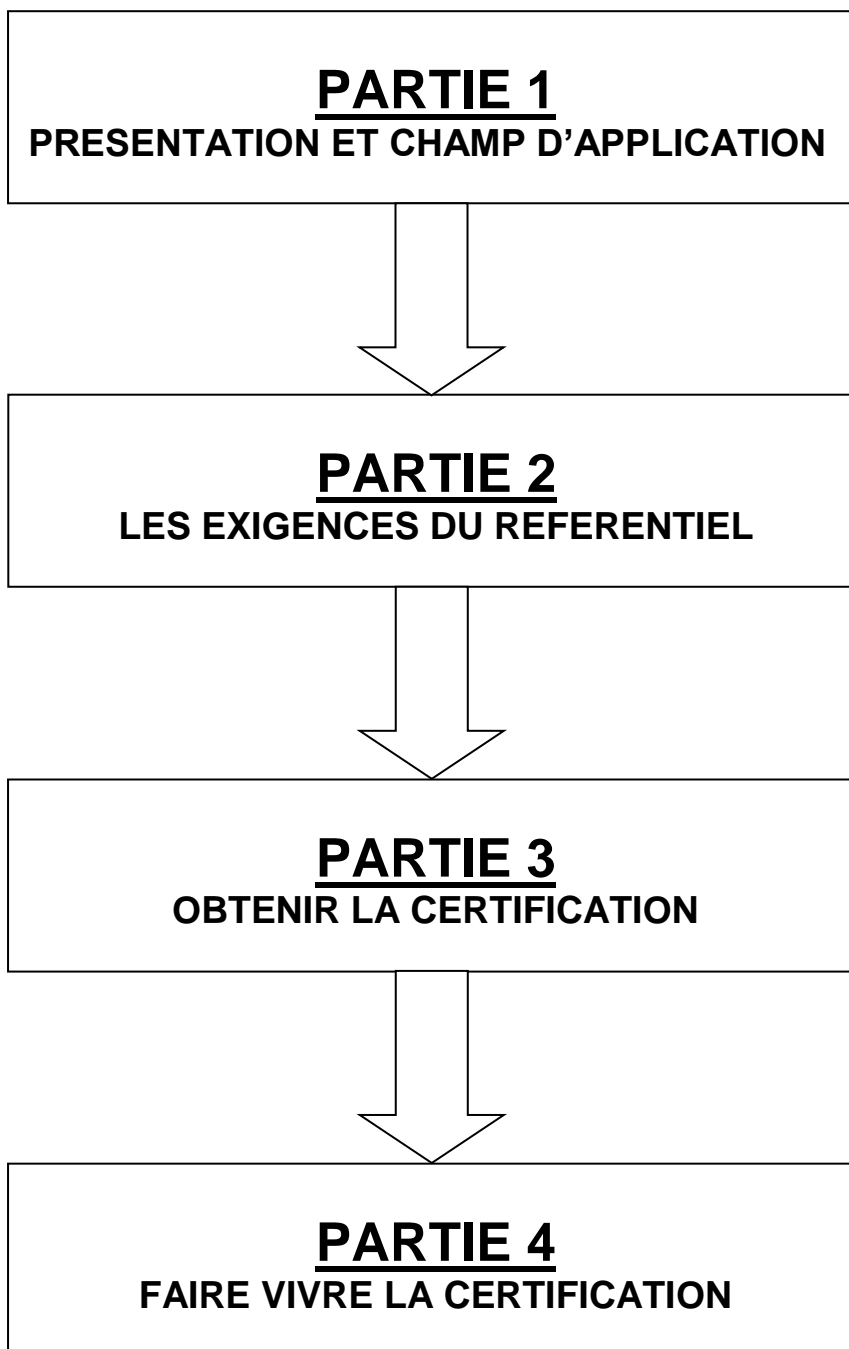 PARTIE 1
PRESENTATION ET CHAMP D’APPLICATION
PARTIE 2
LES EXIGENCES DU REFERENTIEL
PARTIE 3
OBTENIR LA CERTIFICATION
PARTIE 4
FAIRE VIVRE LA CERTIFICATION